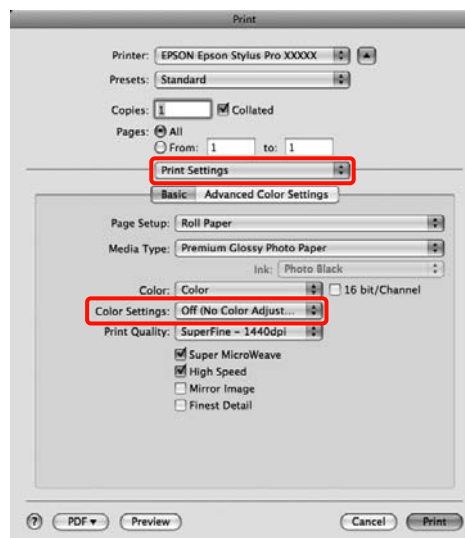 Print
Printer: EPSON Epson Stylus Pro XXXXX
Presets: Standard
Copies: 1 Collated
Pages: All
From: 1 to: 1
Print Settings
Basic Advanced Color Settings
Page Setup: Roll Paper
Media Type: Premium Glossy Photo Paper
Ink: Photo Black
Color: Color 16 bit/Channel
Color Settings: Off (No Color Adjust...
Print Quality: SuperFine - 1440dpi
Super MicroWeave
High Speed
Mirror Image
Finest Detail
? PDF Preview Cancel Print